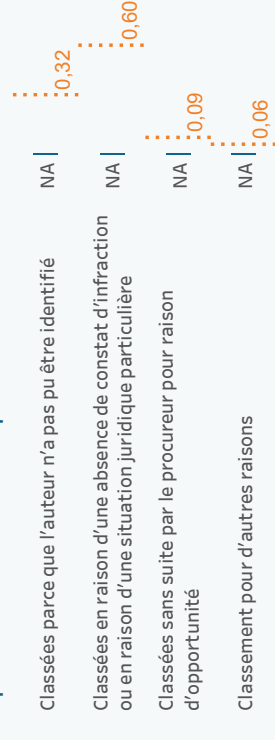 Classées parce que l'auteur n'a pas pu être identifié NA 0,32
Classées en raison d'une absence de constat d'infraction
ou en raison d'une situation juridique particulière NA 0,60
Classées sans suite par le procureur pour raison
d'opportunité NA 0,09
Classement pour d'autres raisons NA 0,06